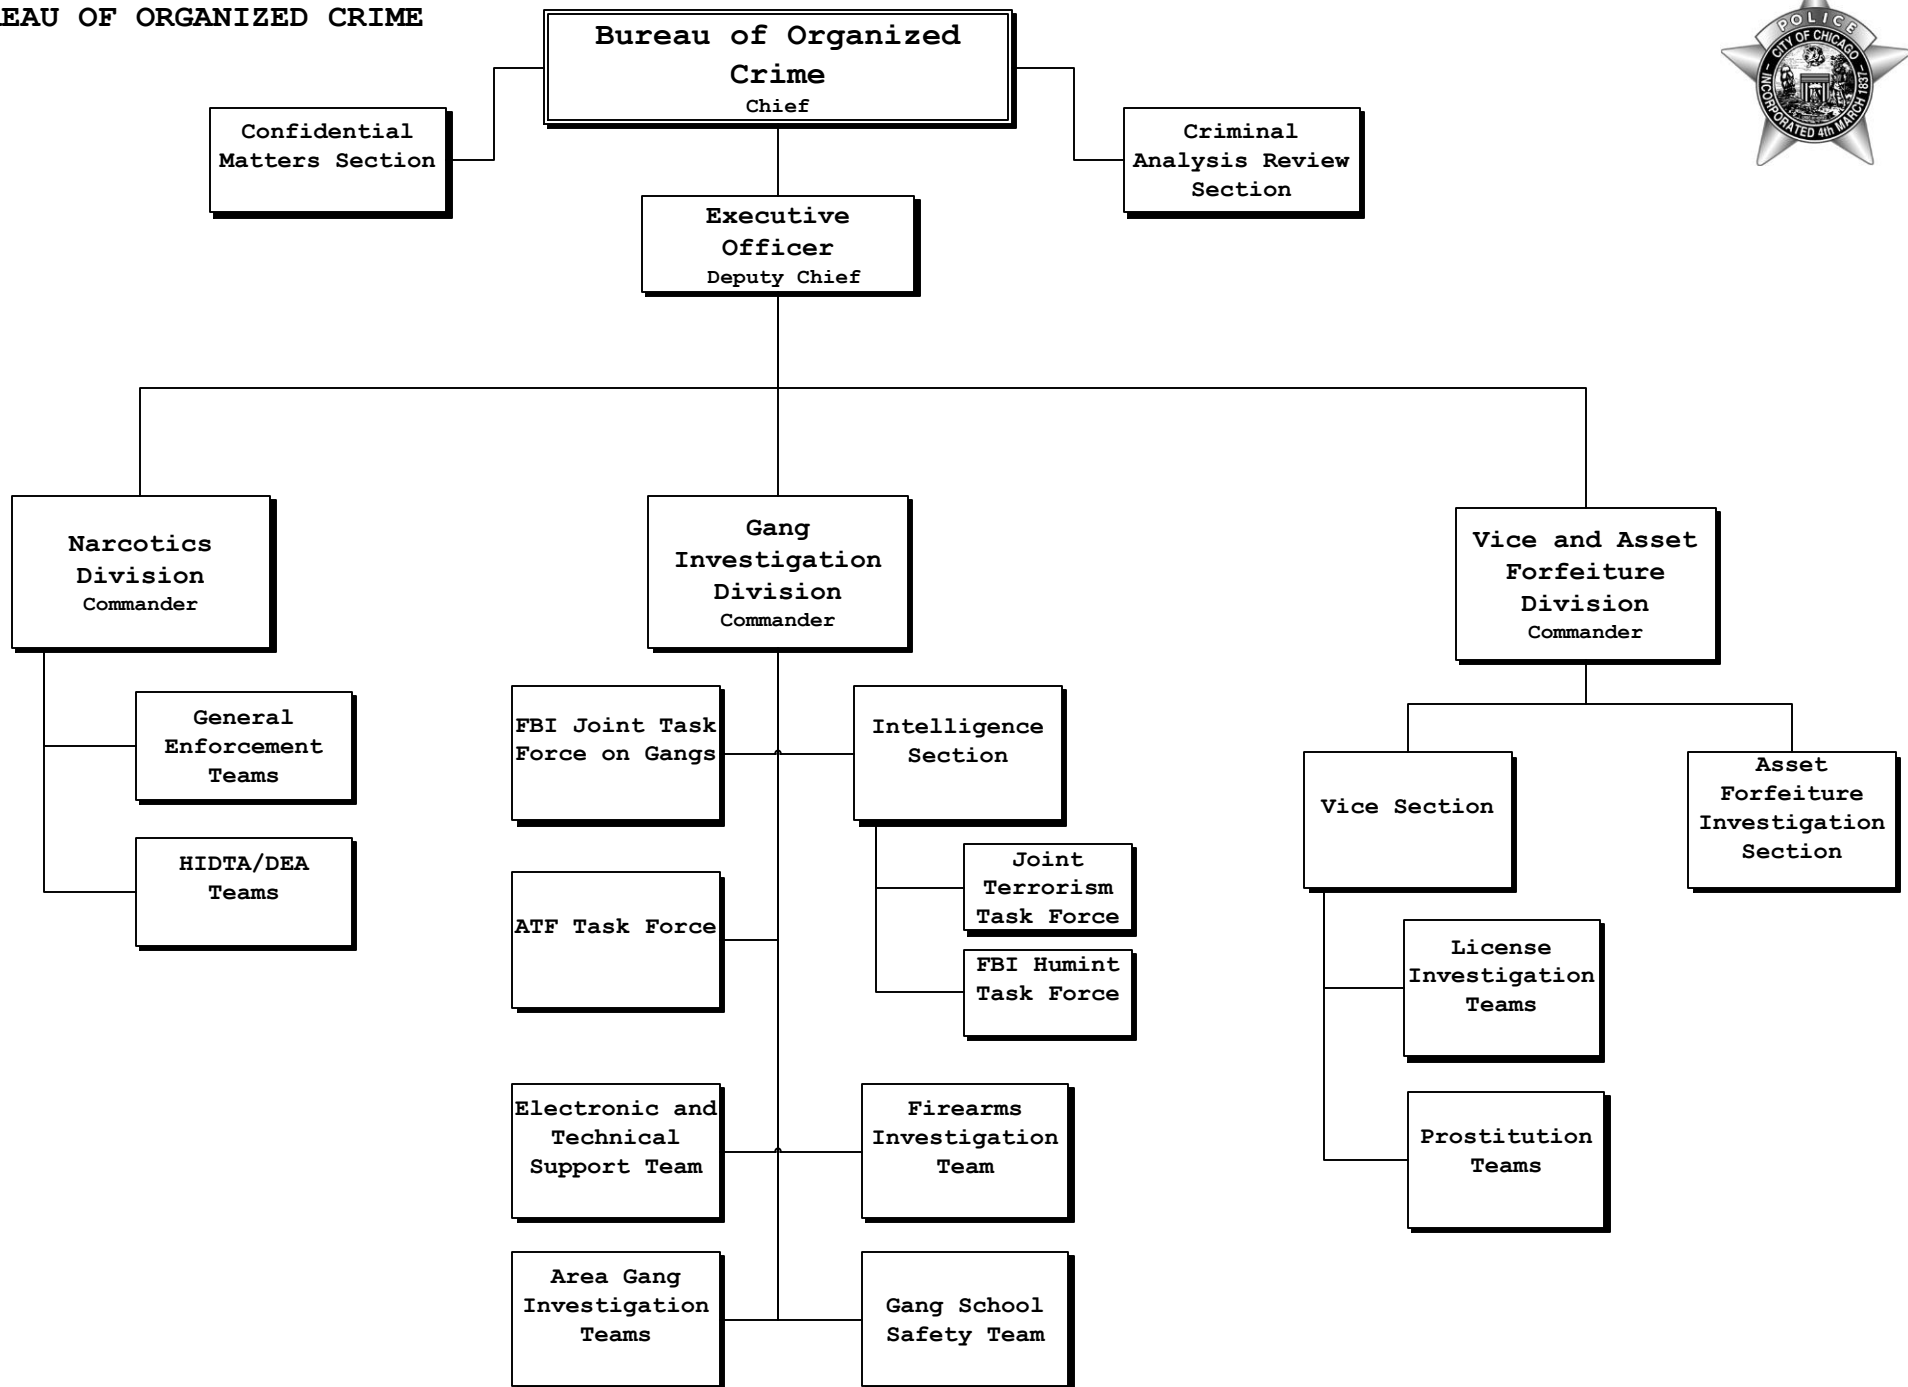 EAU OF ORGANIZED CRIME
Bureau of Organized
Crime
Chief
POLICE
CITY OF CHICAGO
INCORPORATED 4th MARCH 1837
Confidential
Matters Section
Criminal
Analysis Review
Section
Executive
Officer
Deputy Chief
Narcotics
Division
Commander
Gang
Investigation
Division
Commander
Vice and Asset
Forfeiture
Division
Commander
General
Enforcement
Teams
HIDTA/DEA
Teams
FBI Joint Task
Force on Gangs
Intelligence
Section
Joint
Terrorism
Task Force
FBI Humint
Task Force
ATF Task Force
Electronic and
Technical
Support Team
Firearms
Investigation
Team
Area Gang
Investigation
Teams
Gang School
Safety Team
Vice Section
Asset
Forfeiture
Investigation
Section
License
Investigation
Teams
Prostitution
Teams